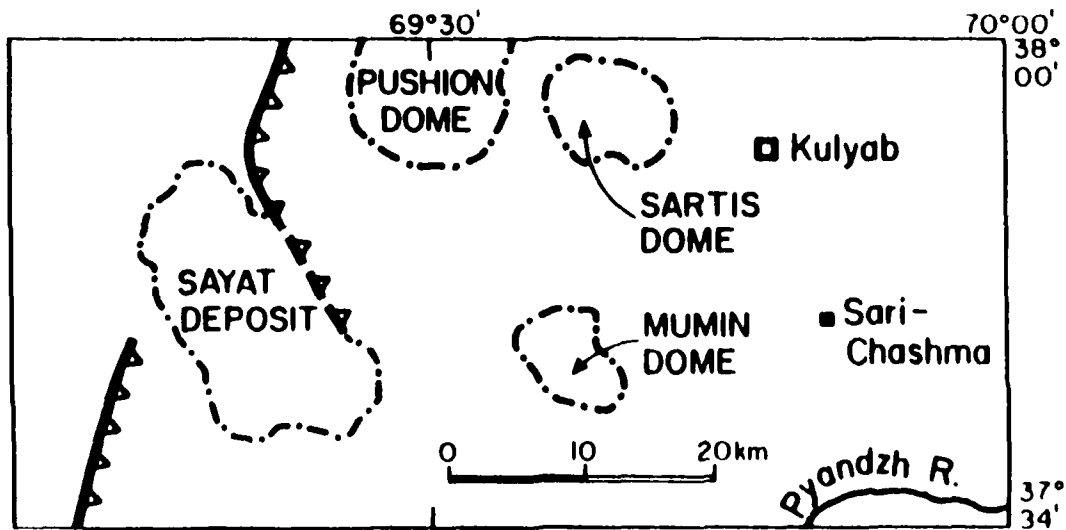 69°30'
70°00'
38°
00'
PUSHION
DOME
Kulyab
SARTIS
DOME
SAYAT
DEPOSIT
MUMIN
DOME
Sari-
Chashma
0 10 20km
Pyandzh R.
37°
34'